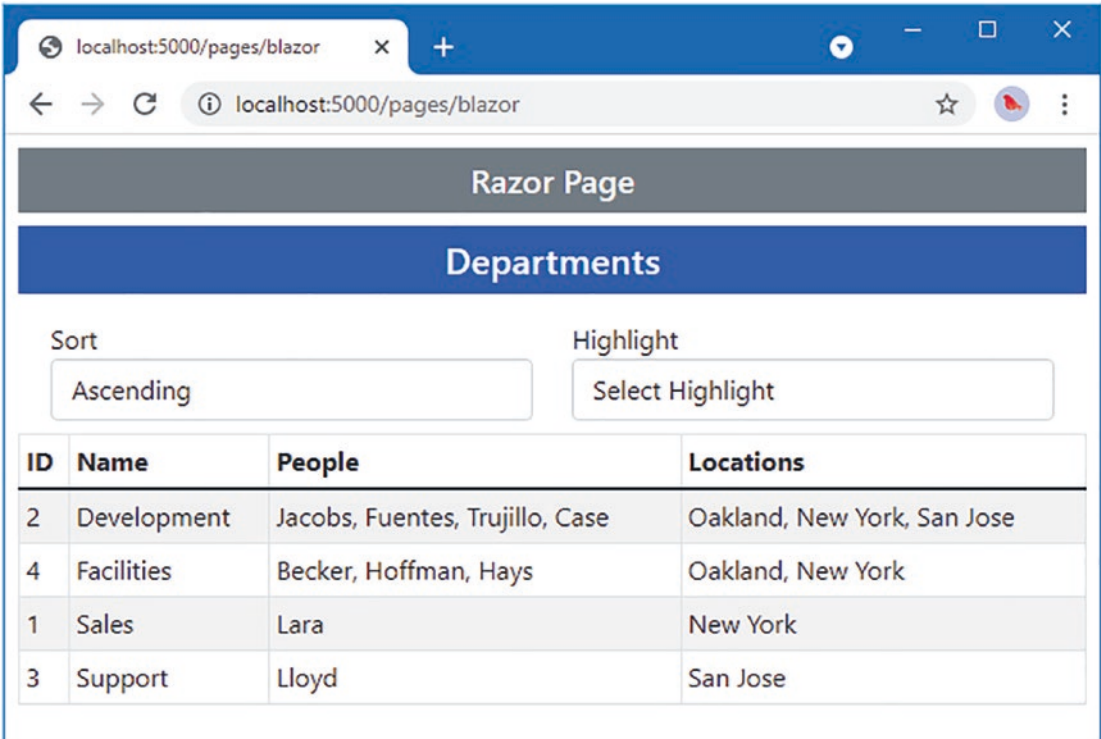 localhost:5000/pages/blazor
localhost:5000/pages/blazor
Razor Page
Departments
Sort Highlight
Ascending Select Highlight
ID Name People Locations
2 Development Jacobs, Fuentes, Trujillo, Case Oakland, New York, San Jose
4 Facilities Becker, Hoffman, Hays Oakland, New York
1 Sales Lara New York
3 Support Lloyd San Jose